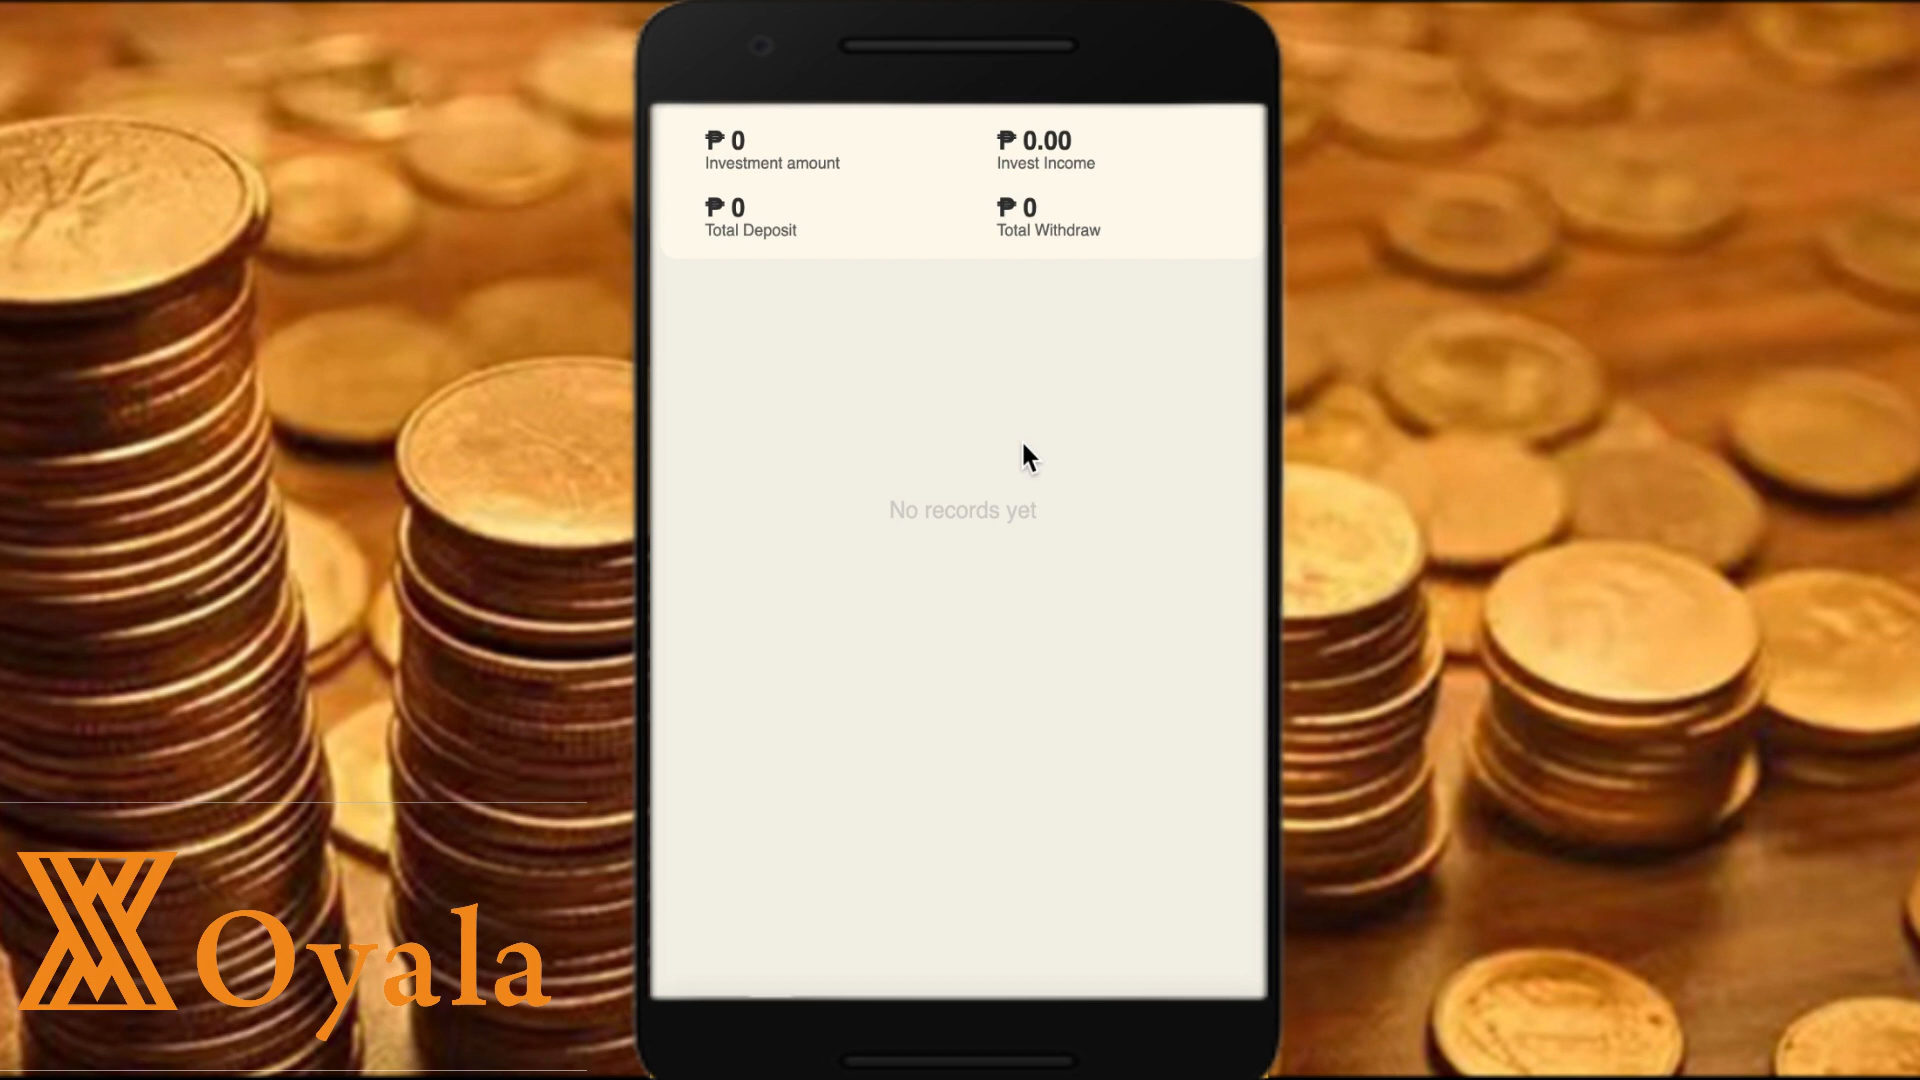 ₱ 0
Investment amount
₱ 0.00
Invest Income
₱ 0
Total Deposit
₱ 0
Total Withdraw
No records yet
Oyala